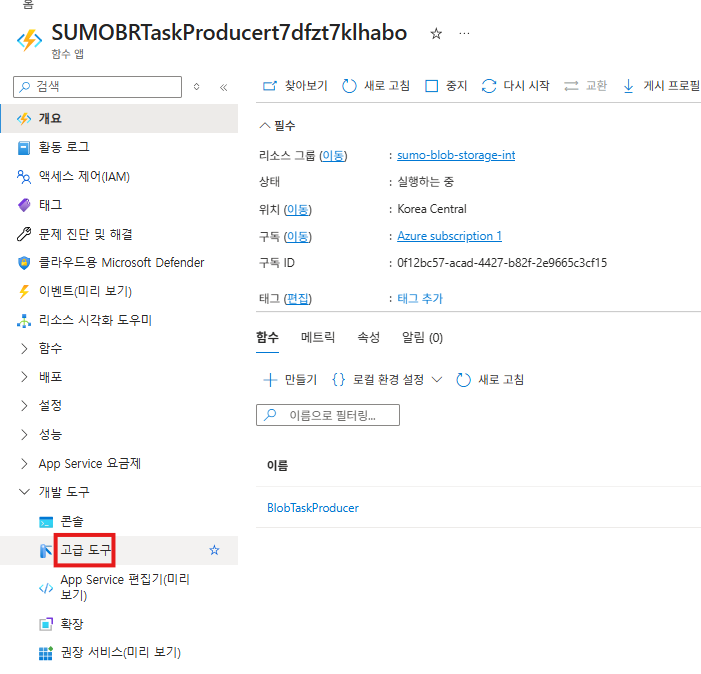 홈
SUMOBRTaskProducert7dfzt7klhabo
함수 앱
검색
찾아보기 새로 고침 중지 다시 시작 교환 게시 프로필
개요
필수
활동 로그
리소스 그룹 (이동) : sumo-blob-storage-int
액세스 제어(IAM)
상태 : 실행하는 중
태그
위치 (이동) : Korea Central
문제 진단 및 해결
구독 (이동) : Azure subscription 1
클라우드용 Microsoft Defender
구독 ID : 0f12bc57-acad-4427-b82f-2e9665c3cf15
이벤트(미리 보기)
태그 (편집) : 태그 추가
리소스 시각화 도우미
함수 메트릭 속성 알림 (0)
함수
배포
만들기 로컬 환경 설정 새로 고침
설정
이름으로 필터링...
성능
App Service 요금제
이름
개발 도구
BlobTaskProducer
콘솔
고급 도구
App Service 편집기(미리
보기)
확장
권장 서비스(미리 보기)